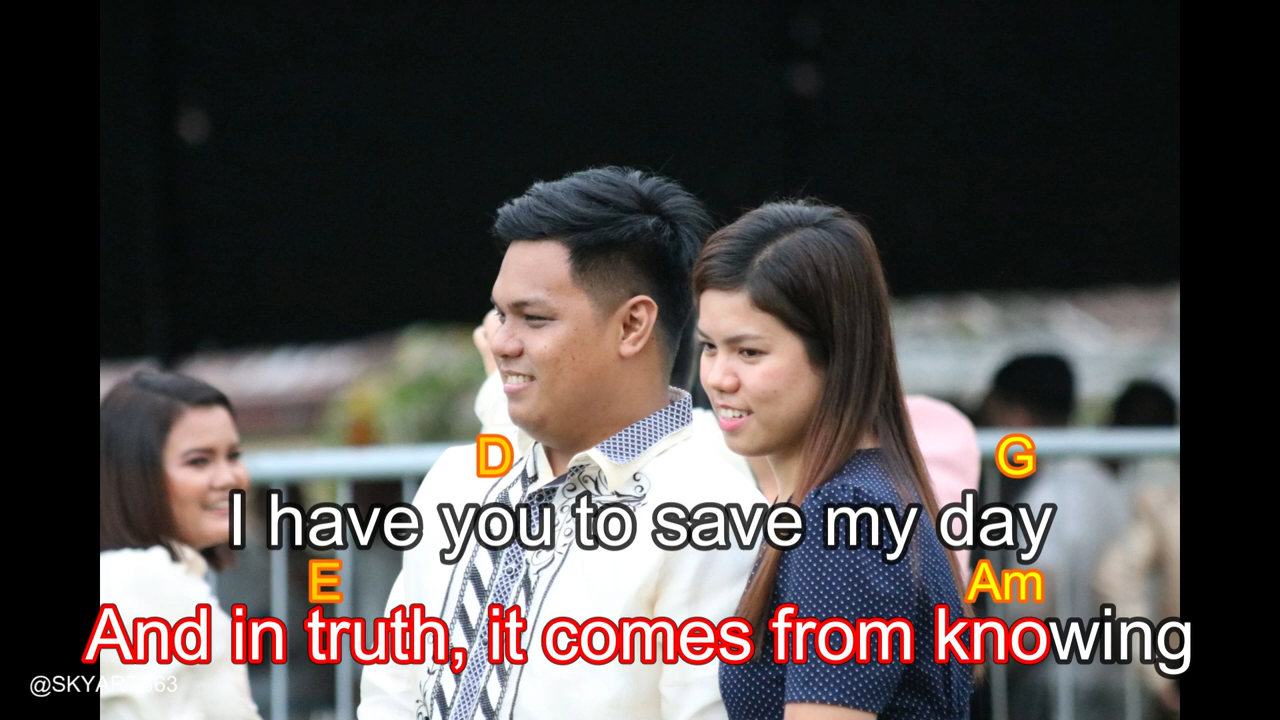 D G
I have you to save my day
E Am
And in truth, it comes from knowing